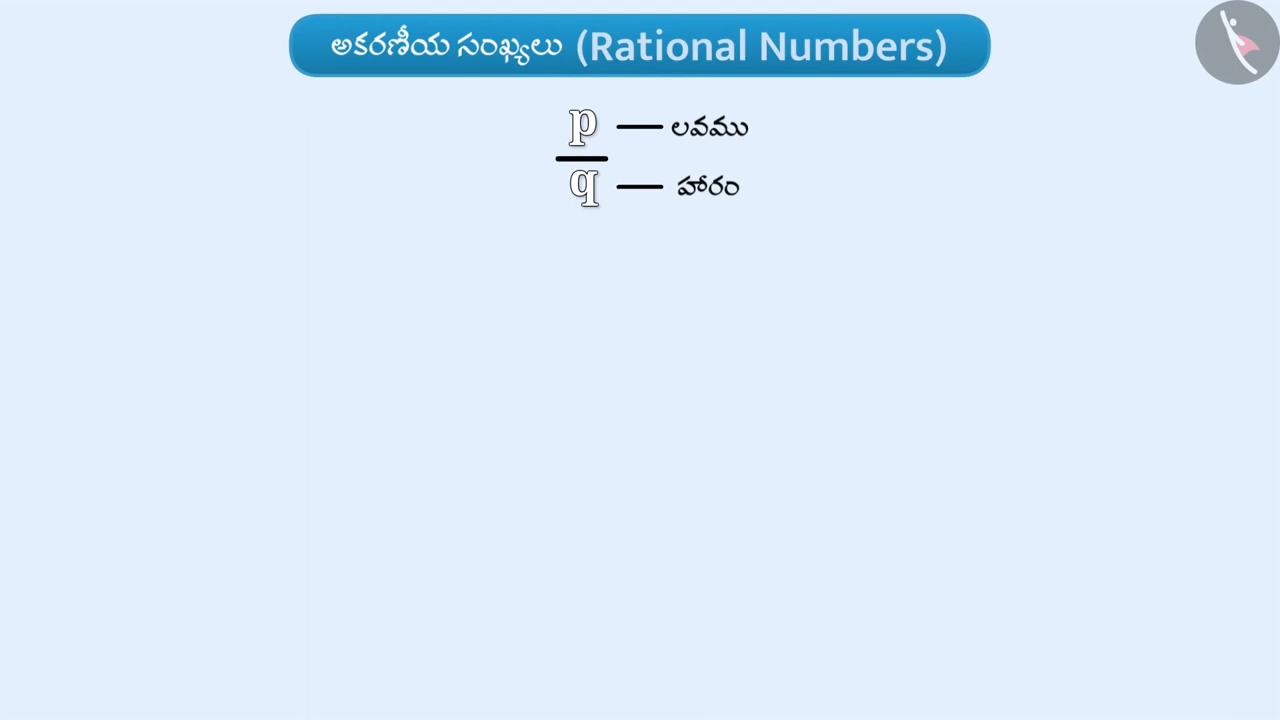 అకరణీయ సంఖ్యలు (Rational Numbers)
p — లవము
q — హారం